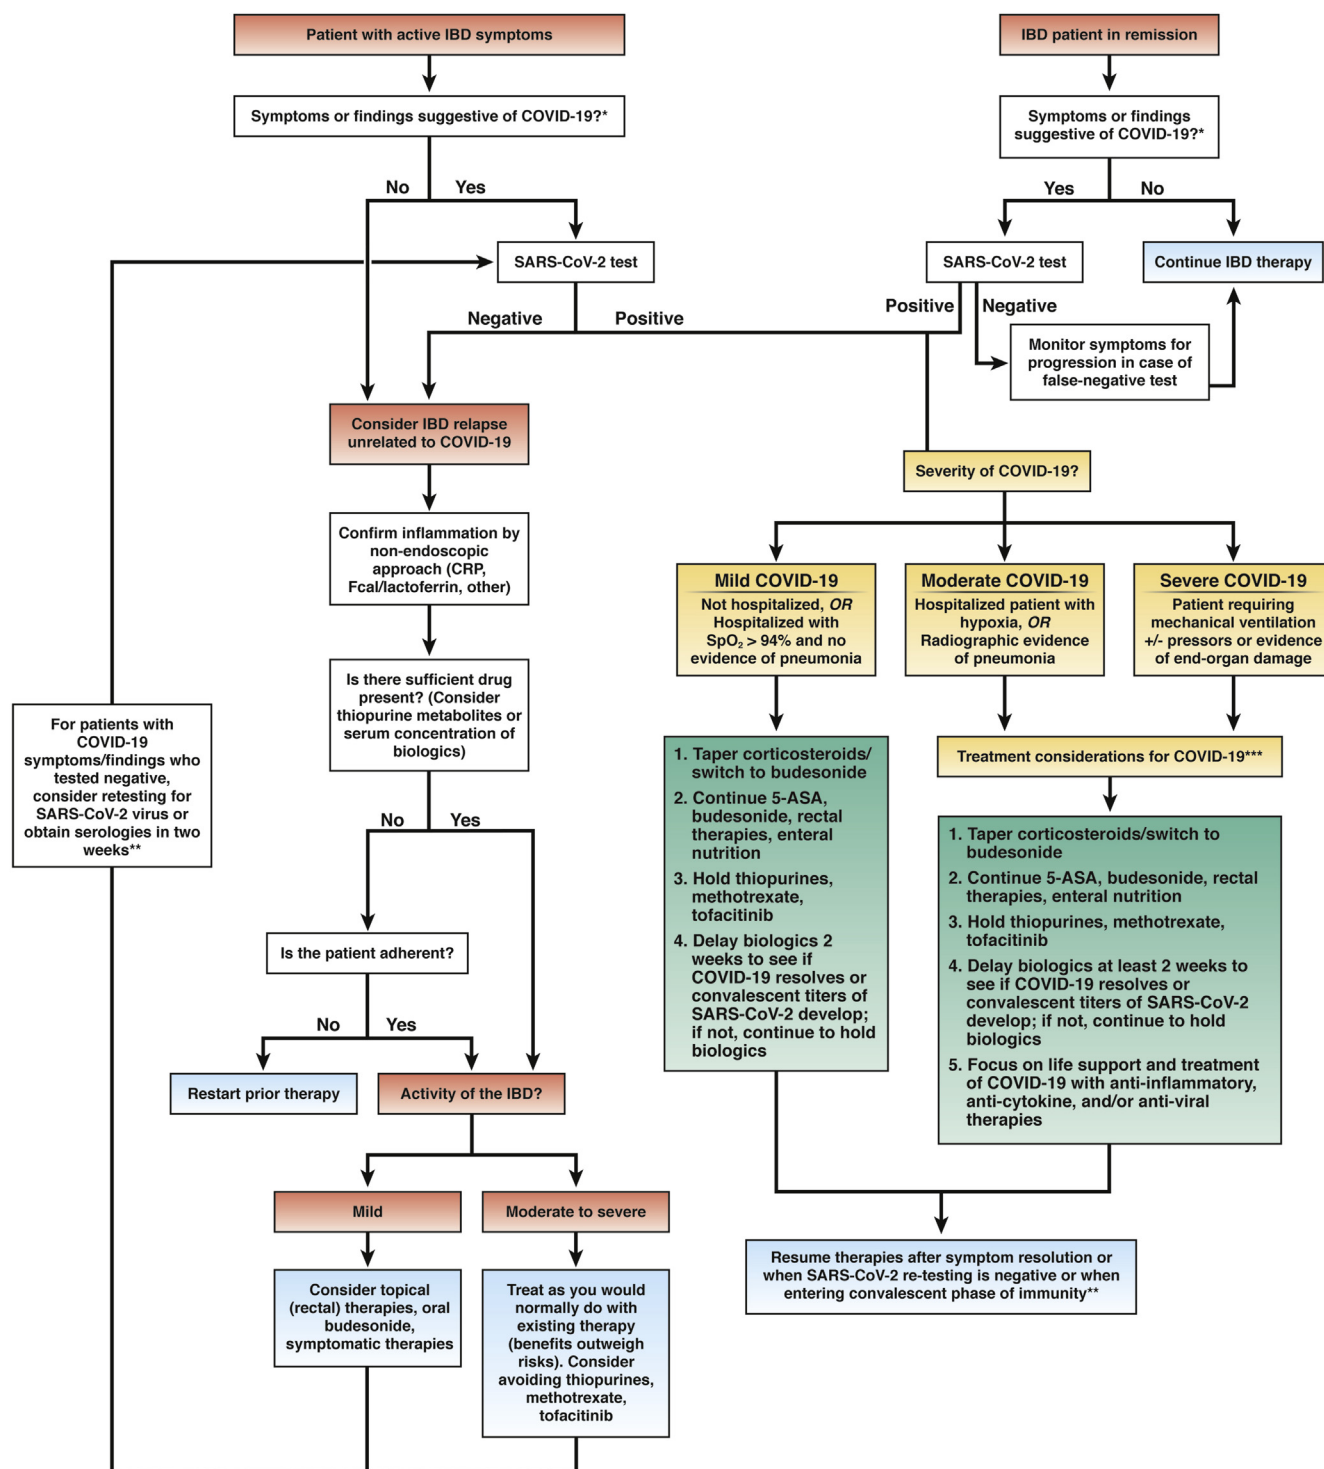 Patient with active IBD symptoms
Symptoms or findings suggestive of COVID-19?*
No
Yes
SARS-CoV-2 test
Negative
Positive
Consider IBD relapse
unrelated to COVID-19
Confirm inflammation by
non-endoscopic
approach (CRP,
Fcal/lactoferrin, other)
Is there sufficient drug
present? (Consider
thiopurine metabolites or
serum concentration of
biologics)
For patients with
COVID-19
symptoms/findings who
tested negative,
consider retesting for
SARS-CoV-2 virus or
obtain serologies in two
weeks**
No
Yes
Is the patient adherent?
No
Yes
Restart prior therapy
Activity of the IBD?
Mild
Moderate to severe
Consider topical
(rectal) therapies, oral
budesonide,
symptomatic therapies
Treat as you would
normally do with
existing therapy
(benefits outweigh
risks). Consider
avoiding thiopurines,
methotrexate,
tofacitinib
IBD patient in remission
Symptoms or findings
suggestive of COVID-19?*
Yes
No
SARS-CoV-2 test
Continue IBD therapy
Positive
Negative
Monitor symptoms for
progression in case of
false-negative test
Severity of COVID-19?
Mild COVID-19
Not hospitalized, OR
Hospitalized with
SpO₂ > 94% and no
evidence of pneumonia
Moderate COVID-19
Hospitalized patient with
hypoxia, OR
Radiographic evidence
of pneumonia
Severe COVID-19
Patient requiring
mechanical ventilation
+/- pressors or evidence
of end-organ damage
1. Taper corticosteroids/
switch to budesonide
2. Continue 5-ASA,
budesonide, rectal
therapies, enteral
nutrition
3. Hold thiopurines,
methotrexate,
tofacitinib
4. Delay biologics 2
weeks to see if
COVID-19 resolves or
convalescent titers of
SARS-CoV-2 develop;
if not, continue to hold
biologics
Treatment considerations for COVID-19***
1. Taper corticosteroids/switch to
budesonide
2. Continue 5-ASA, budesonide, rectal
therapies, enteral nutrition
3. Hold thiopurines, methotrexate,
tofacitinib
4. Delay biologics at least 2 weeks to
see if COVID-19 resolves or
convalescent titers of SARS-CoV-2
develop; if not, continue to hold
biologics
5. Focus on life support and treatment
of COVID-19 with anti-inflammatory,
anti-cytokine, and/or anti-viral
therapies
Resume therapies after symptom resolution or
when SARS-CoV-2 re-testing is negative or when
entering convalescent phase of immunity**